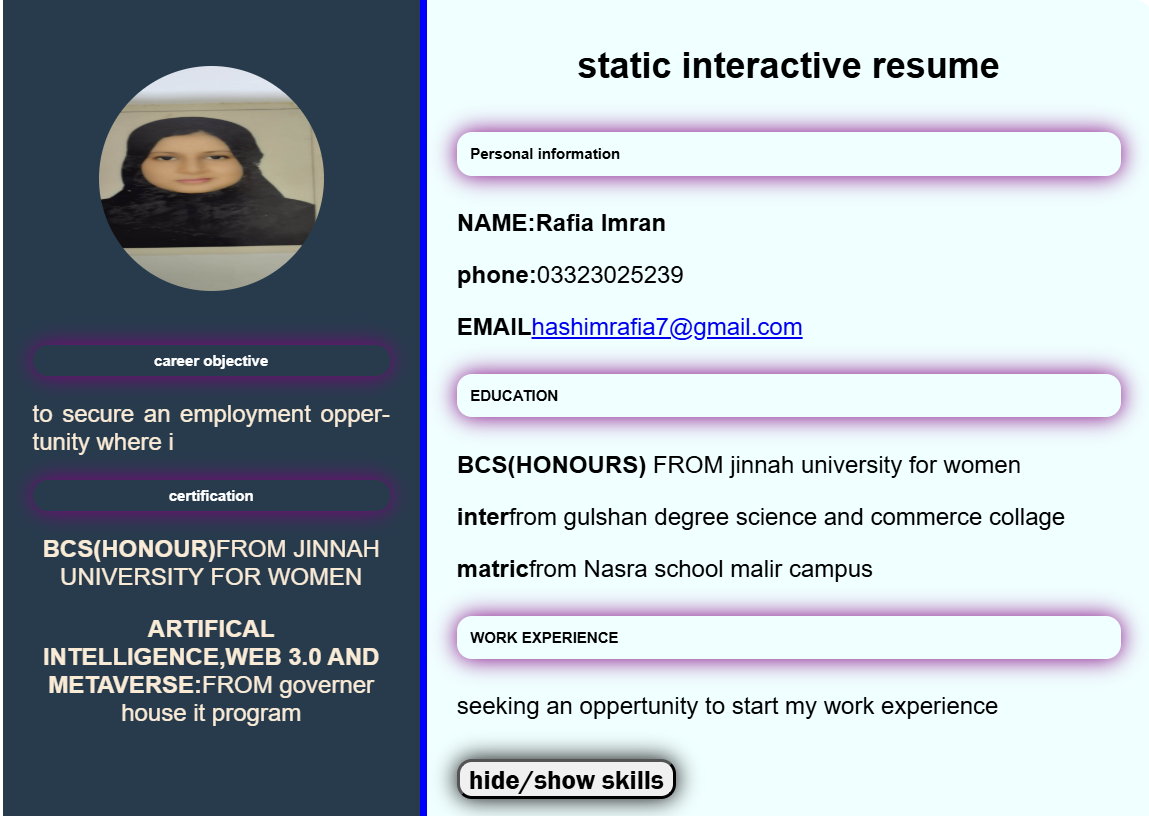 career objective
to secure an employment opper-
tunity where i
certification
BCS(HONOUR)FROM JINNAH
UNIVERSITY FOR WOMEN
ARTIFICAL
INTELLIGENCE,WEB 3.0 AND
METAVERSE:FROM governer
house it program
static interactive resume
Personal information
NAME:Rafia Imran
phone:03323025239
EMAILhashimrafia7@gmail.com
EDUCATION
BCS(HONOURS) FROM jinnah university for women
interfrom gulshan degree science and commerce collage
matricfrom Nasra school malir campus
WORK EXPERIENCE
seeking an oppertunity to start my work experience
hide/show skills